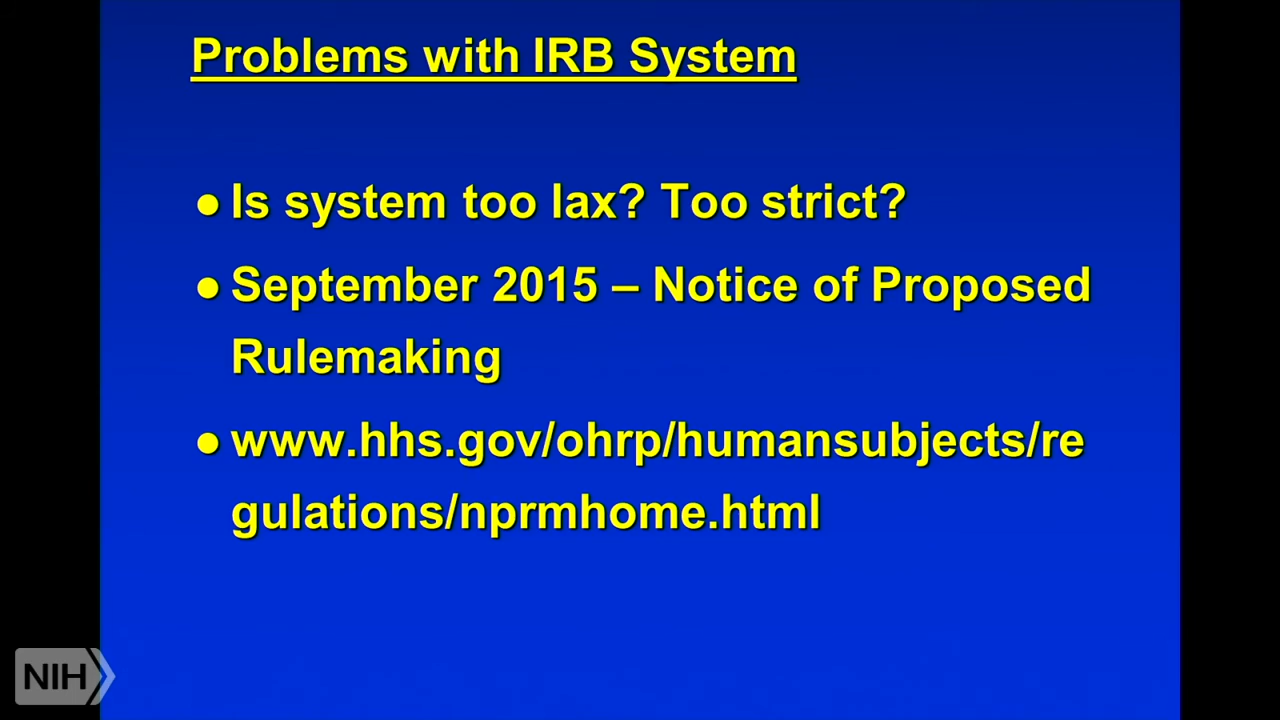 Problems with IRB System
● Is system too lax? Too strict?
● September 2015 – Notice of Proposed
Rulemaking
● www.hhs.gov/ohrp/humansubjects/re
gulations/nprmhome.html
NIH